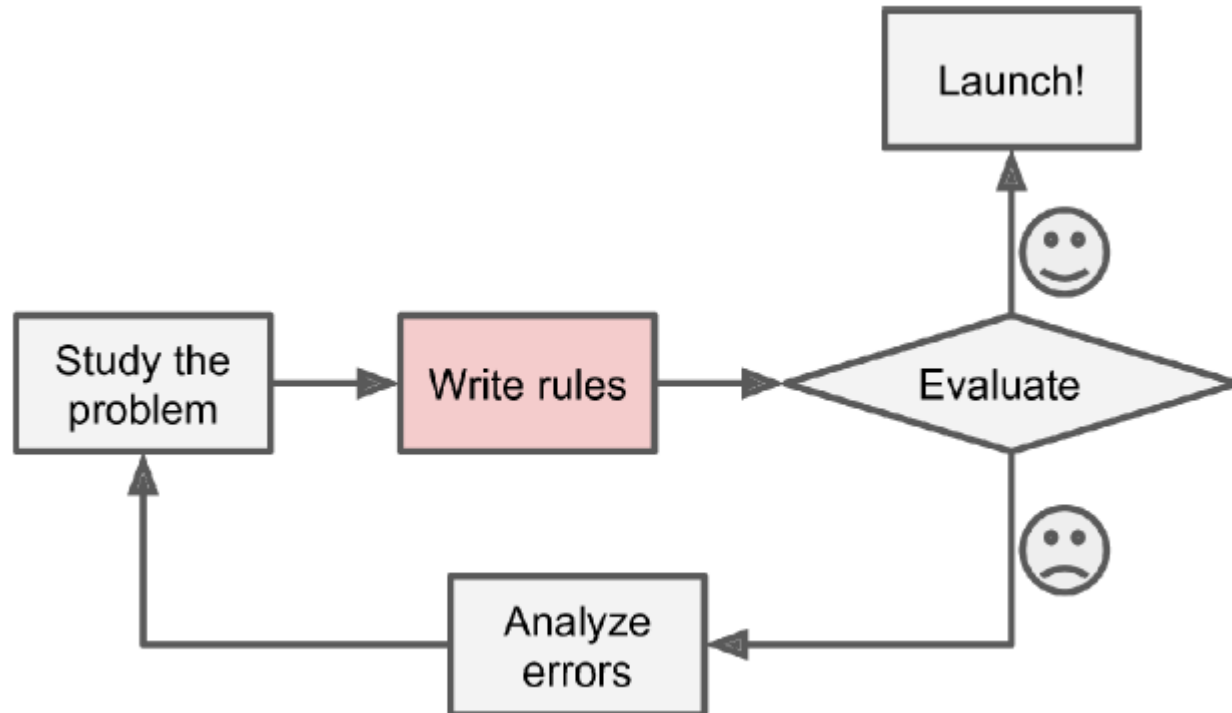 Launch!
Study the
problem
Write rules
Evaluate
Analyze
errors